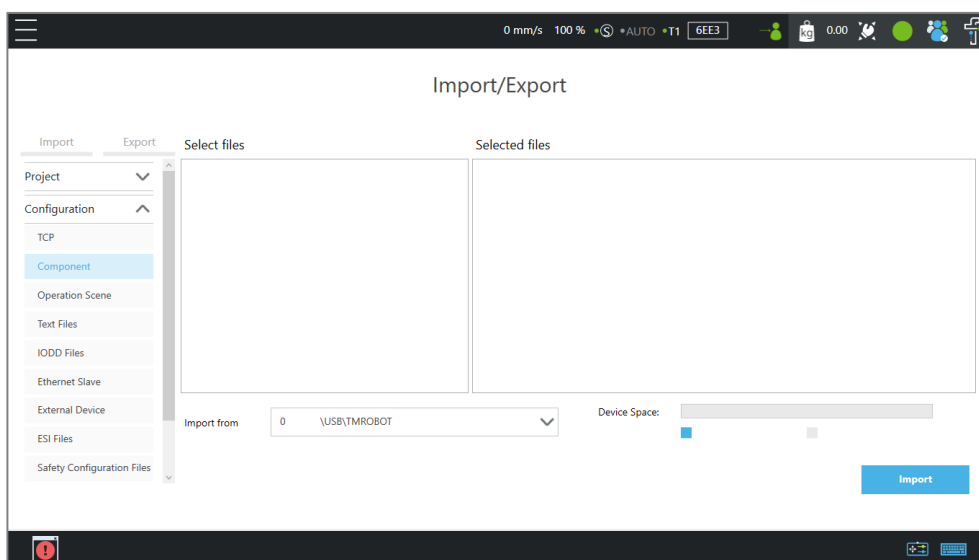 0 mm/s 100 % S AUTO T1 6EE3 kg 0.00
Import/Export
Import Export Select files Selected files
Project
Configuration
TCP
Component
Operation Scene
Text Files
IODD Files
Ethernet Slave
External Device
ESI Files
Safety Configuration Files
Import from 0 \USB\TMROBOT Device Space:
Import